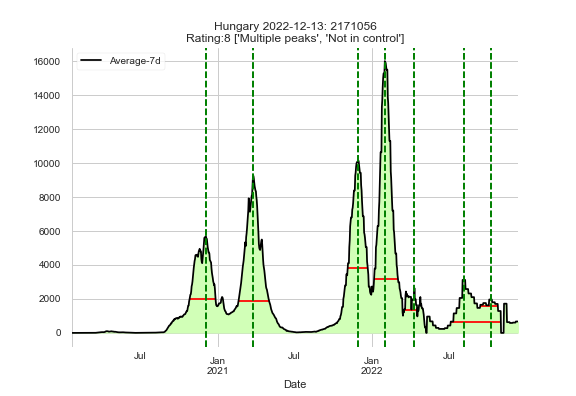 Hungary 2022-12-13: 2171056
Rating:8 ['Multiple peaks', 'Not in control']
Average-7d
16000
14000
12000
10000
8000
6000
4000
2000
0
Jul
Jan
2021
Jul
Jan
2022
Jul
Date